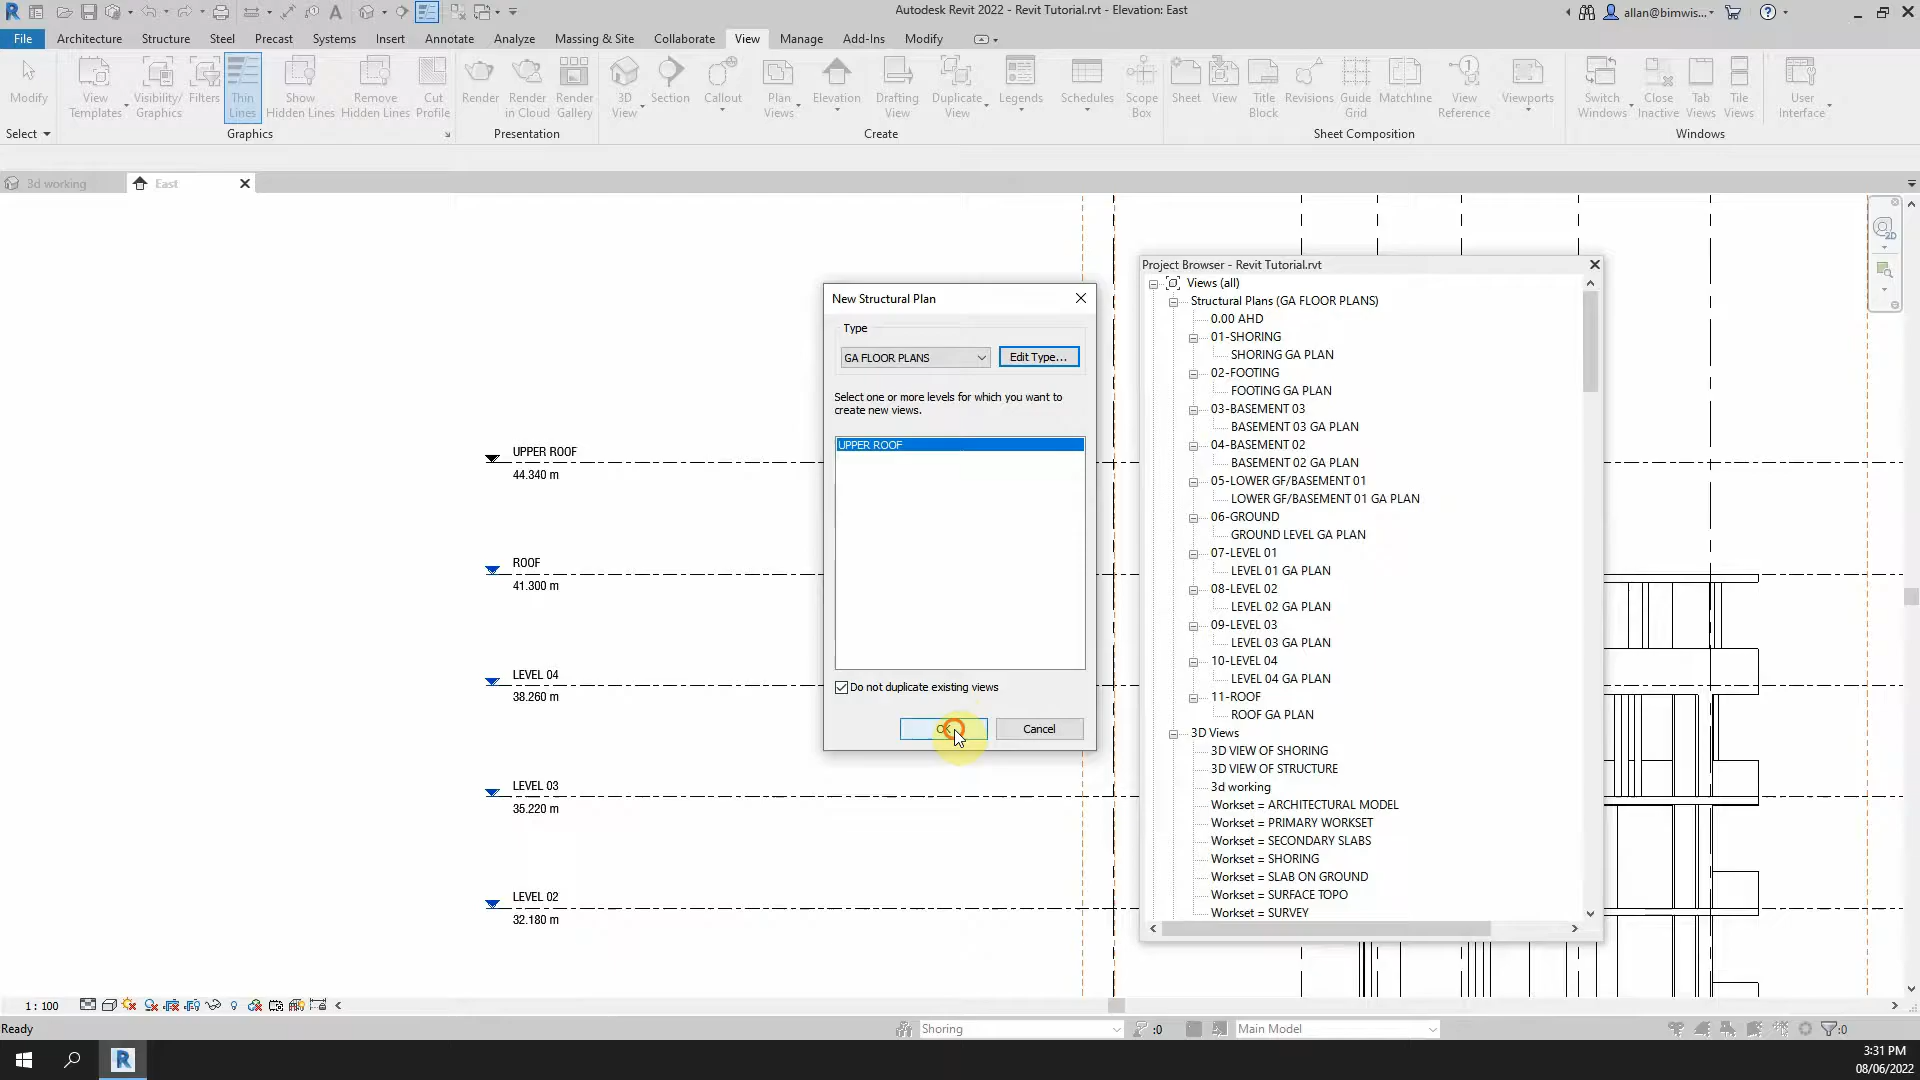 Autodesk Revit 2022 - Revit Tutorial.rvt - Elevation: East
allan@bimwis...
File Architecture Structure Steel Precast Systems Insert Annotate Analyze Massing & Site Collaborate View Manage Add-Ins Modify
Modify
View Templates
Visibility/ Graphics
Filters
Thin Lines
Show Hidden Lines
Remove Hidden Lines
Cut Profile
Render
Render in Cloud
Render Gallery
3D View
Section
Callout
Plan Views
Elevation
Drafting View
Duplicate View
Legends
Schedules
Scope Box
Sheet
View
Title Block
Revisions
Guide Grid
Matchline
View Reference
Viewports
Switch Windows
Close Inactive
Tab Views
Tile Views
User Interface
Select
Graphics
Presentation
Create
Sheet Composition
Windows
3d working
East
UPPER ROOF
44.340 m
ROOF
41.300 m
LEVEL 04
38.260 m
LEVEL 03
35.220 m
LEVEL 02
32.180 m
New Structural Plan
Type
GA FLOOR PLANS
Edit Type...
Select one or more levels for which you want to
create new views.
UPPER ROOF
Do not duplicate existing views
OK
Cancel
Project Browser - Revit Tutorial.rvt
Views (all)
Structural Plans (GA FLOOR PLANS)
0.00 AHD
01-SHORING
SHORING GA PLAN
02-FOOTING
FOOTING GA PLAN
03-BASEMENT 03
BASEMENT 03 GA PLAN
04-BASEMENT 02
BASEMENT 02 GA PLAN
05-LOWER GF/BASEMENT 01
LOWER GF/BASEMENT 01 GA PLAN
06-GROUND
GROUND LEVEL GA PLAN
07-LEVEL 01
LEVEL 01 GA PLAN
08-LEVEL 02
LEVEL 02 GA PLAN
09-LEVEL 03
LEVEL 03 GA PLAN
10-LEVEL 04
LEVEL 04 GA PLAN
11-ROOF
ROOF GA PLAN
3D Views
3D VIEW OF SHORING
3D VIEW OF STRUCTURE
3d working
Workset = ARCHITECTURAL MODEL
Workset = PRIMARY WORKSET
Workset = SECONDARY SLABS
Workset = SHORING
Workset = SLAB ON GROUND
Workset = SURFACE TOPO
Workset = SURVEY
2D
1 : 100
Ready
Shoring
:0
Main Model
:0
3:31 PM
08/06/2022